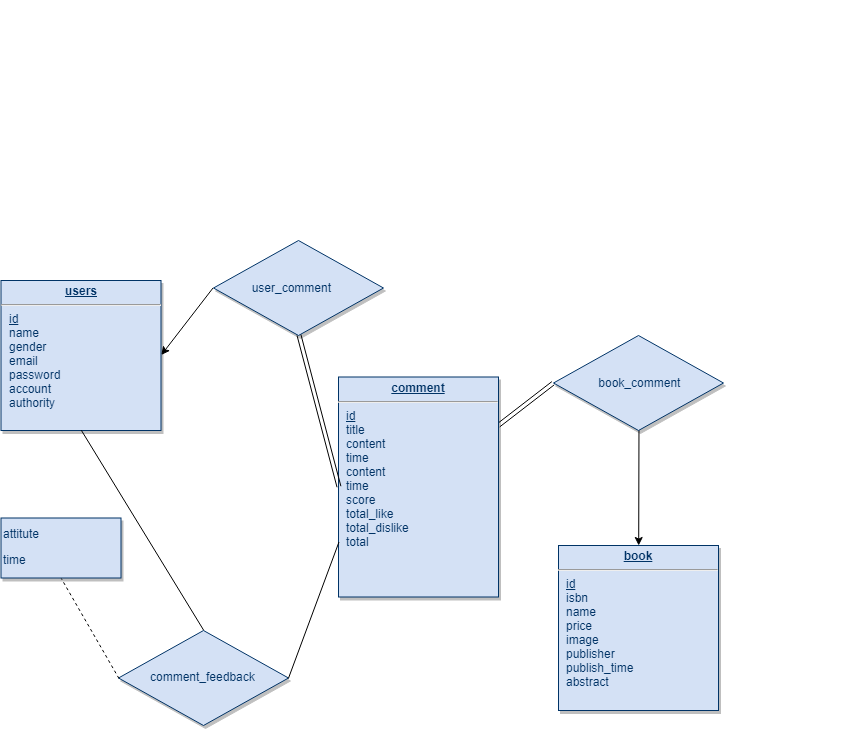 user_comment
users
id
name
gender
email
password
account
authority
book_comment
comment
id
title
content
time
content
time
score
total_like
total_dislike
total
attitute
time
book
id
isbn
name
price
image
publisher
publish_time
abstract
comment_feedback